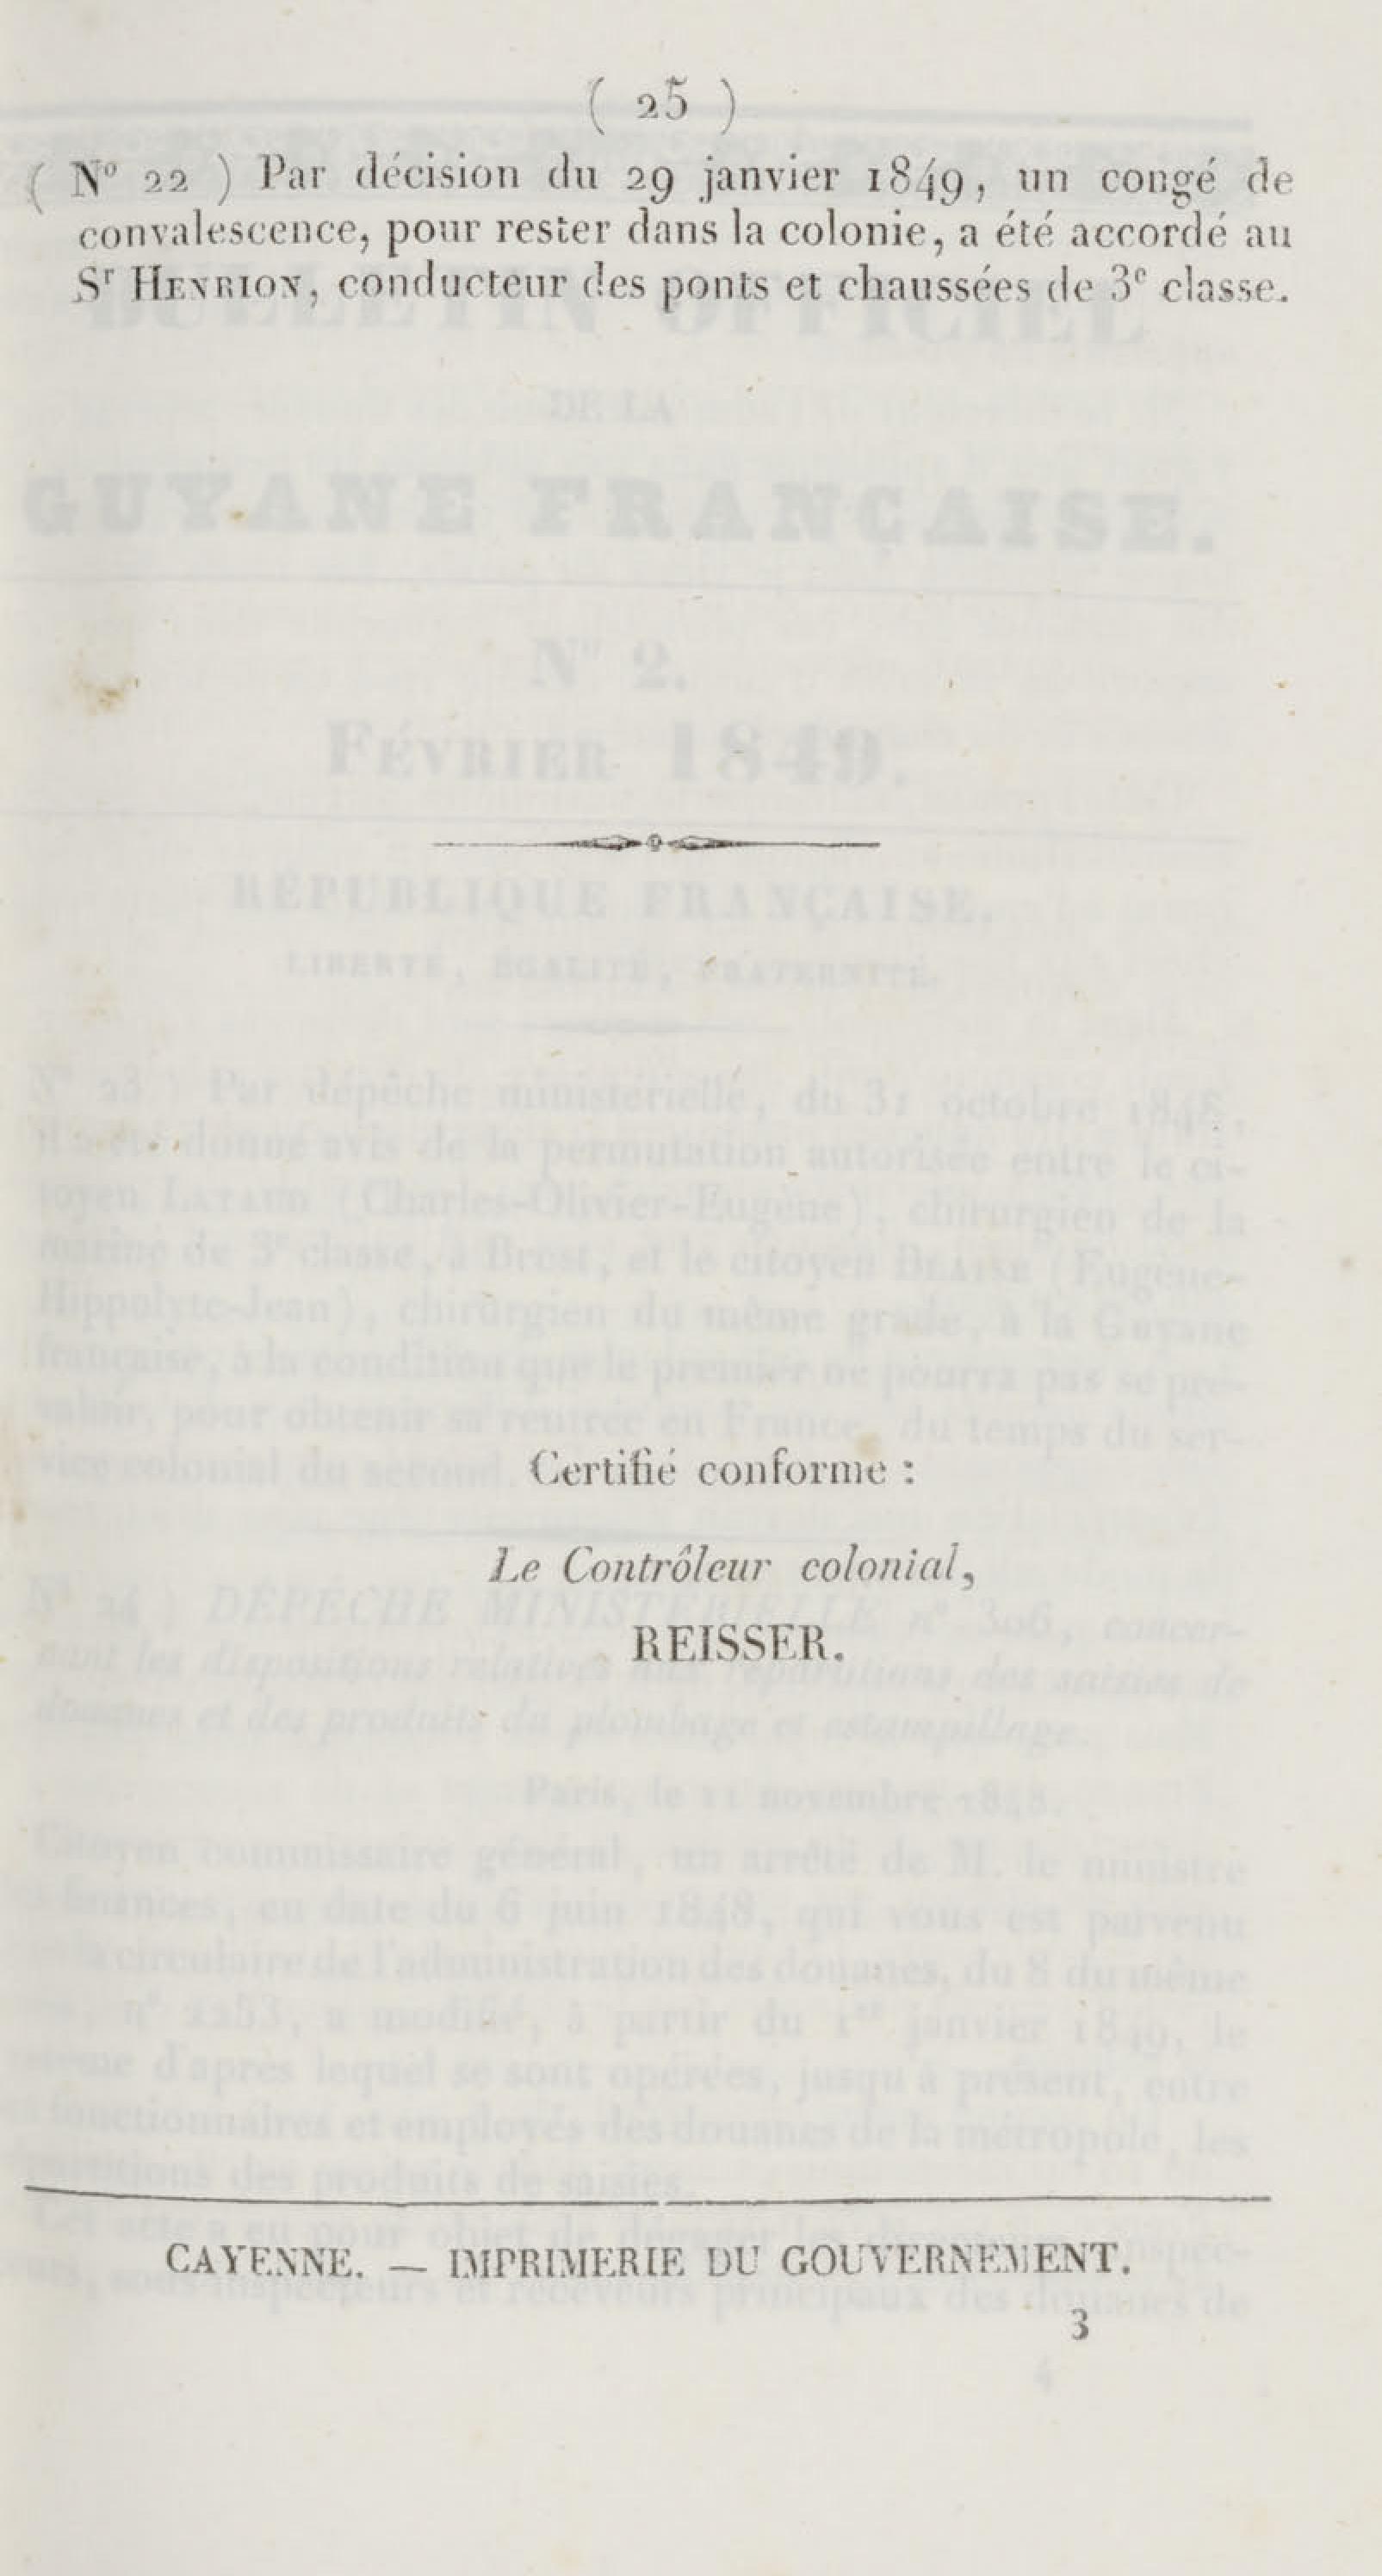 ( 25 )
( Nº 22 ) Par décision du 29 janvier 1849, un congé de
convalescence, pour rester dans la colonie, a été accordé au
Sr HENRION, conducteur des ponts et chaussées de 3e classe.
Certifié conforme :
Le Contrôleur colonial,
REISSER.
CAYENNE. — IMPRIMERIE DU GOUVERNEMENT.
3